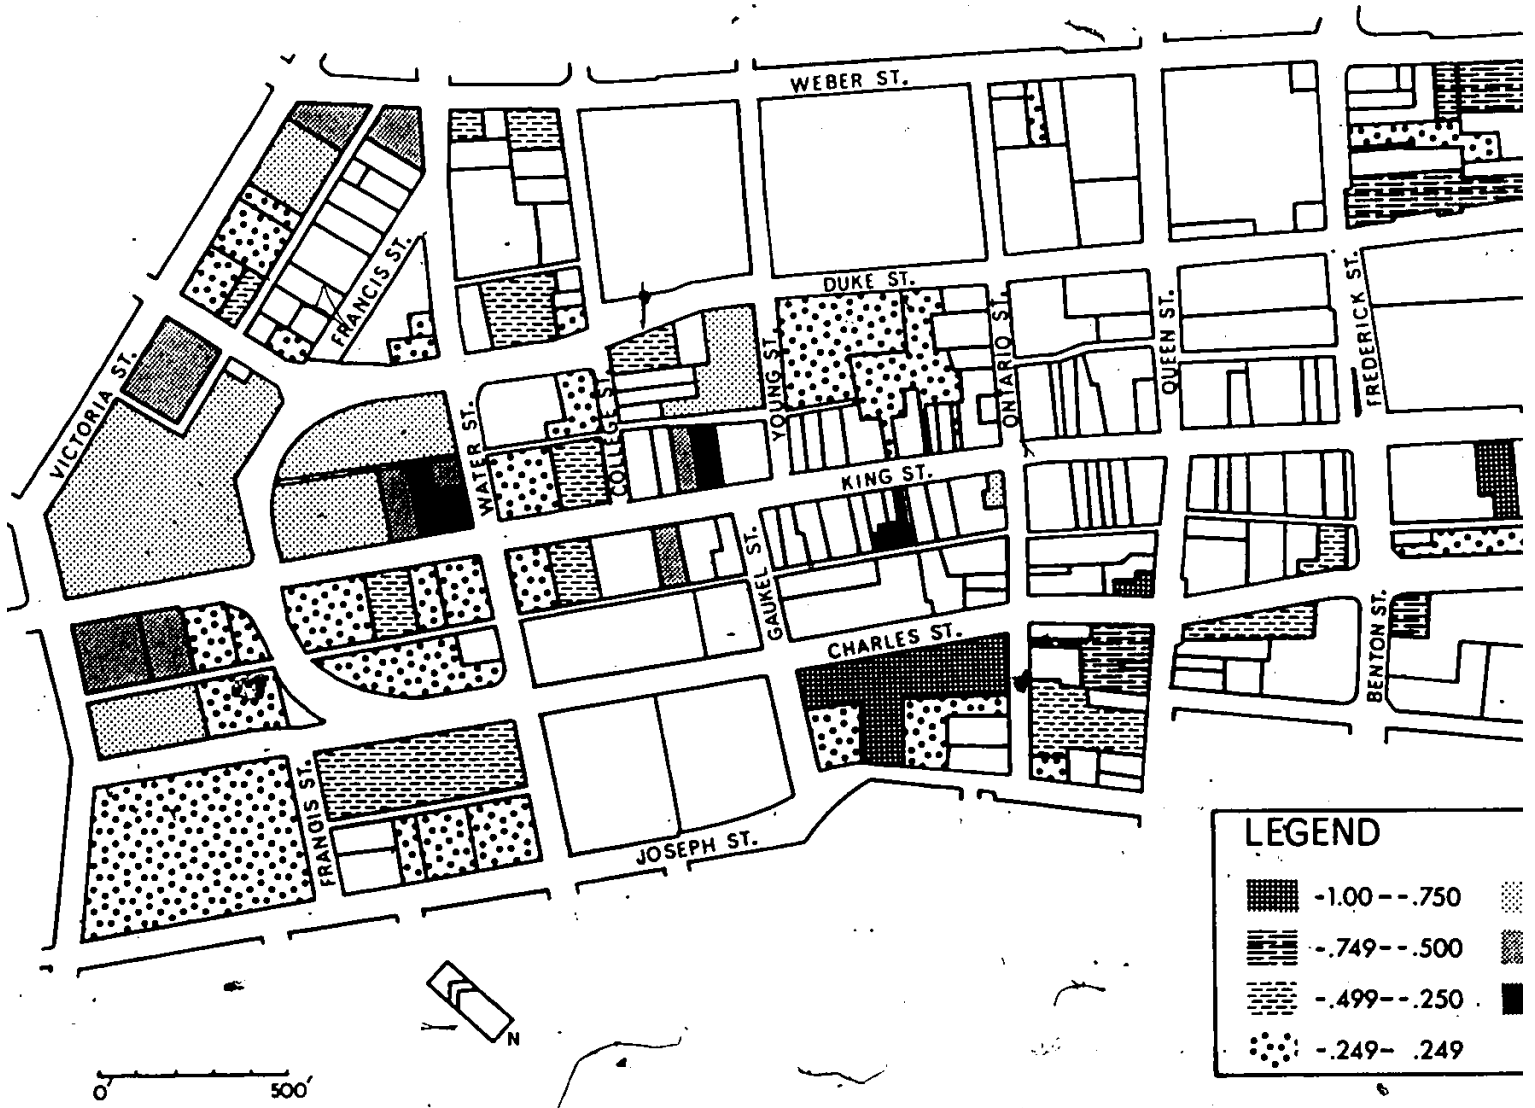 WEBER ST.
DUKE ST.
FRANCIS ST.
VICTORIA ST.
WATER ST.
COLLEGE ST.
YOUNG ST.
ONTARIO ST.
QUEEN ST.
FREDERICK ST.
KING ST.
GAUKEL ST.
CHARLES ST.
BENTON ST.
FRANCIS ST.
JOSEPH ST.
LEGEND
-1.00--.750
-.749--.500
-.499--.250
-.249- .249
N
0' 500'